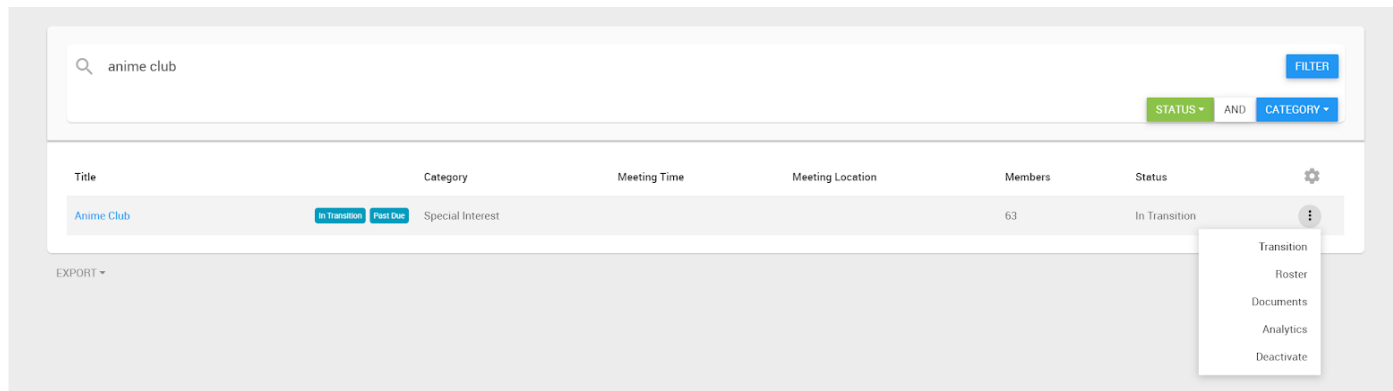 anime club
FILTER
STATUS AND CATEGORY
Title Category Meeting Time Meeting Location Members Status
Anime Club In Transition Past Due Special Interest 63 In Transition
Transition
EXPORT
Roster
Documents
Analytics
Deactivate